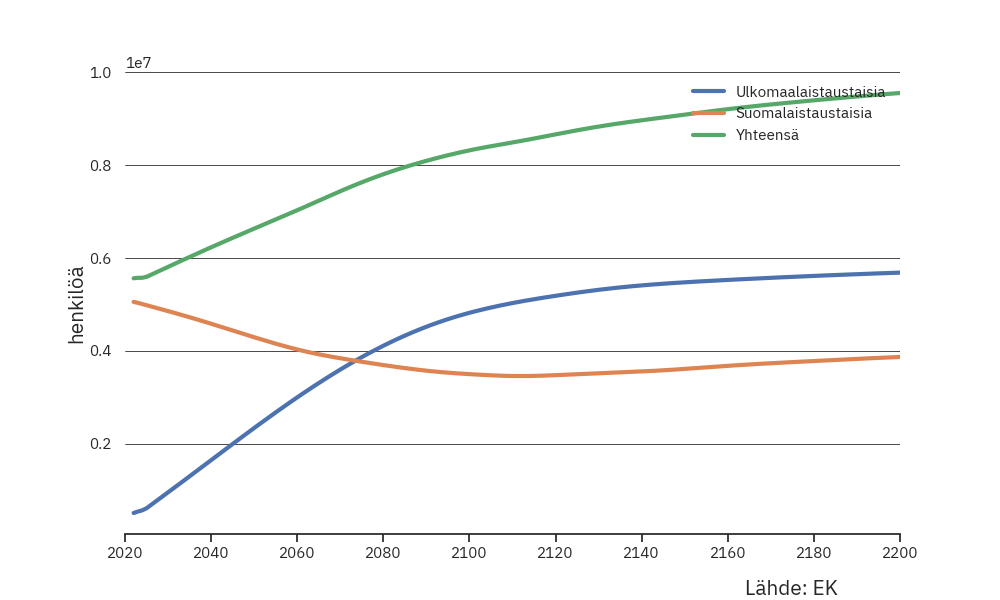 1e7
1.0
0.8
0.6
0.4
0.2
henkilöä
Ulkomaalaistaustaisia
Suomalaistaustaisia
Yhteensä
2020 2040 2060 2080 2100 2120 2140 2160 2180 2200
Lähde: EK